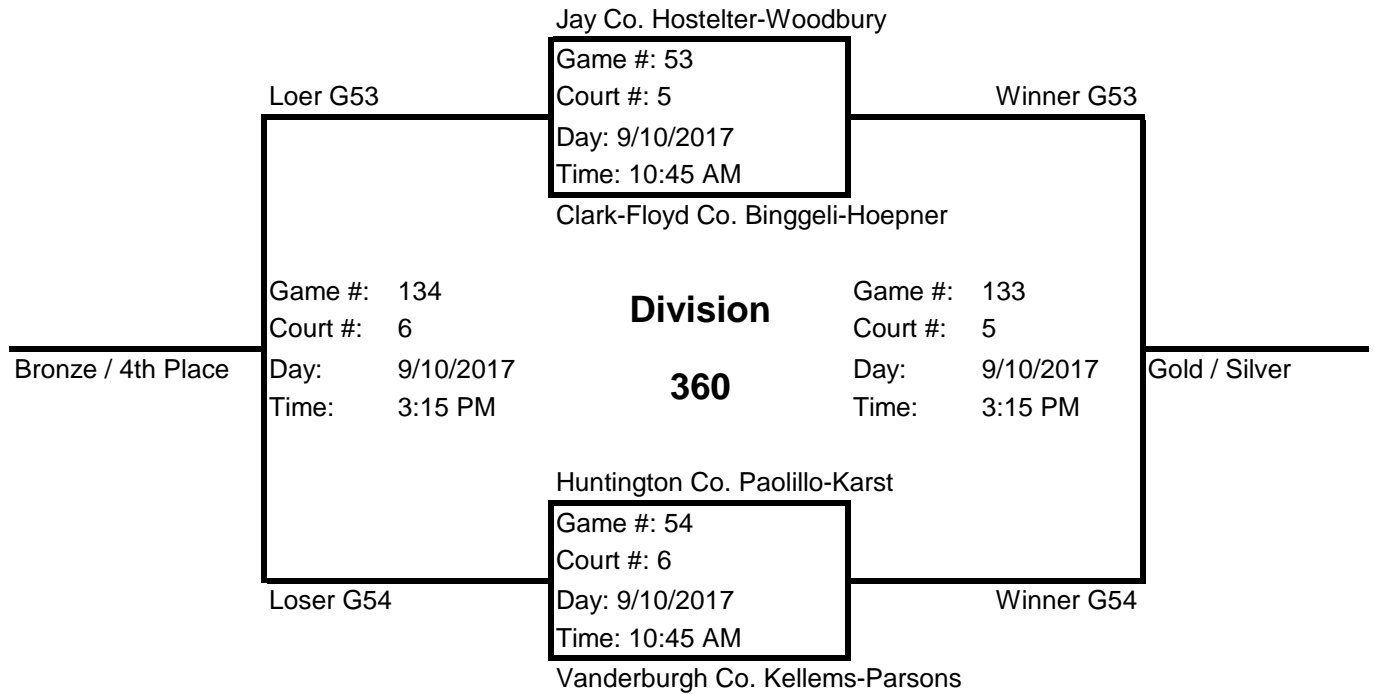 Jay Co. Hostelter-Woodbury
Game #: 53
Loer G53
Court #: 5
Winner G53
Day: 9/10/2017
Time: 10:45 AM
Clark-Floyd Co. Binggeli-Hoepner
Game #: 134
Court #: 6
Bronze / 4th Place
Day: 9/10/2017
Time: 3:15 PM
Division
360
Game #: 133
Court #: 5
Day: 9/10/2017
Time: 3:15 PM
Gold / Silver
Huntington Co. Paolillo-Karst
Game #: 54
Court #: 6
Loser G54
Day: 9/10/2017
Winner G54
Time: 10:45 AM
Vanderburgh Co. Kellems-Parsons